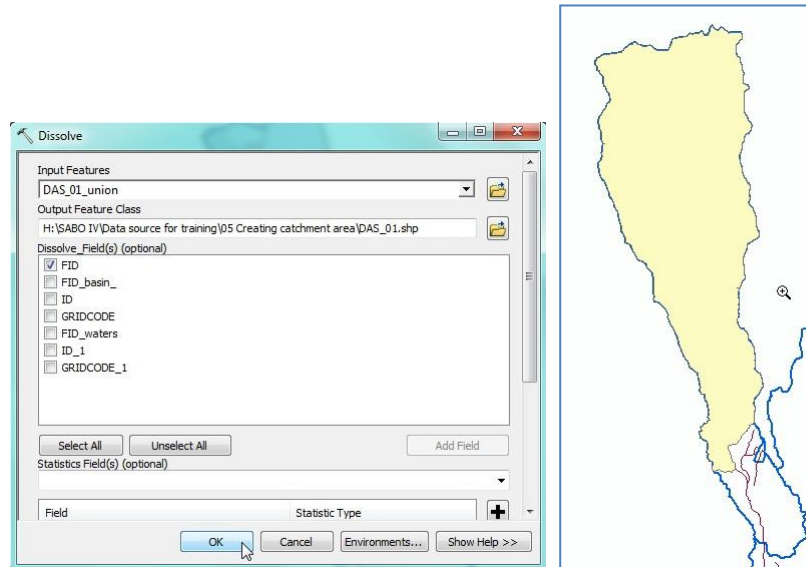 Dissolve
Input Features
DAS_01_union
Output Feature Class
H:\SABO IV\Data source for training\05 Creating catchment area\DAS_01.shp
Dissolve_Field(s) (optional)
FID
FID_basin_
ID
GRIDCODE
FID_waters
ID_1
GRIDCODE_1
Select All Unselect All Add Field
Statistics Field(s) (optional)
Field Statistic Type
OK Cancel Environments... Show Help >>